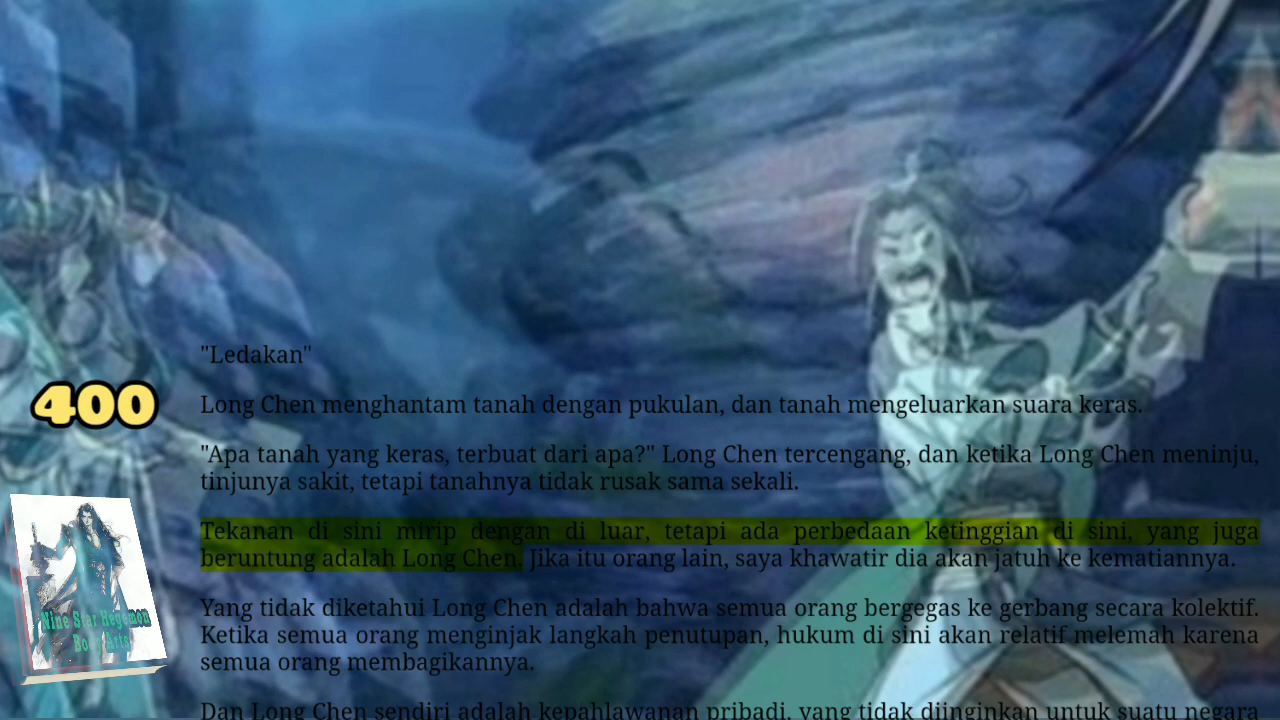 "Ledakan"
400
Long Chen menghantam tanah dengan pukulan, dan tanah mengeluarkan suara keras.
"Apa tanah yang keras, terbuat dari apa?" Long Chen tercengang, dan ketika Long Chen meninju,
tinjunya sakit, tetapi tanahnya tidak rusak sama sekali.
Tekanan di sini mirip dengan di luar, tetapi ada perbedaan ketinggian di sini, yang juga
beruntung adalah Long Chen. Jika itu orang lain, saya khawatir dia akan jatuh ke kematiannya.
Nine Star Hegemon
Body Arts
Yang tidak diketahui Long Chen adalah bahwa semua orang bergegas ke gerbang secara kolektif.
Ketika semua orang menginjak langkah penutupan, hukum di sini akan relatif melemah karena
semua orang membagikannya.
Dan Long Chen sendiri adalah kepahlawanan pribadi, yang tidak diinginkan untuk suatu negara